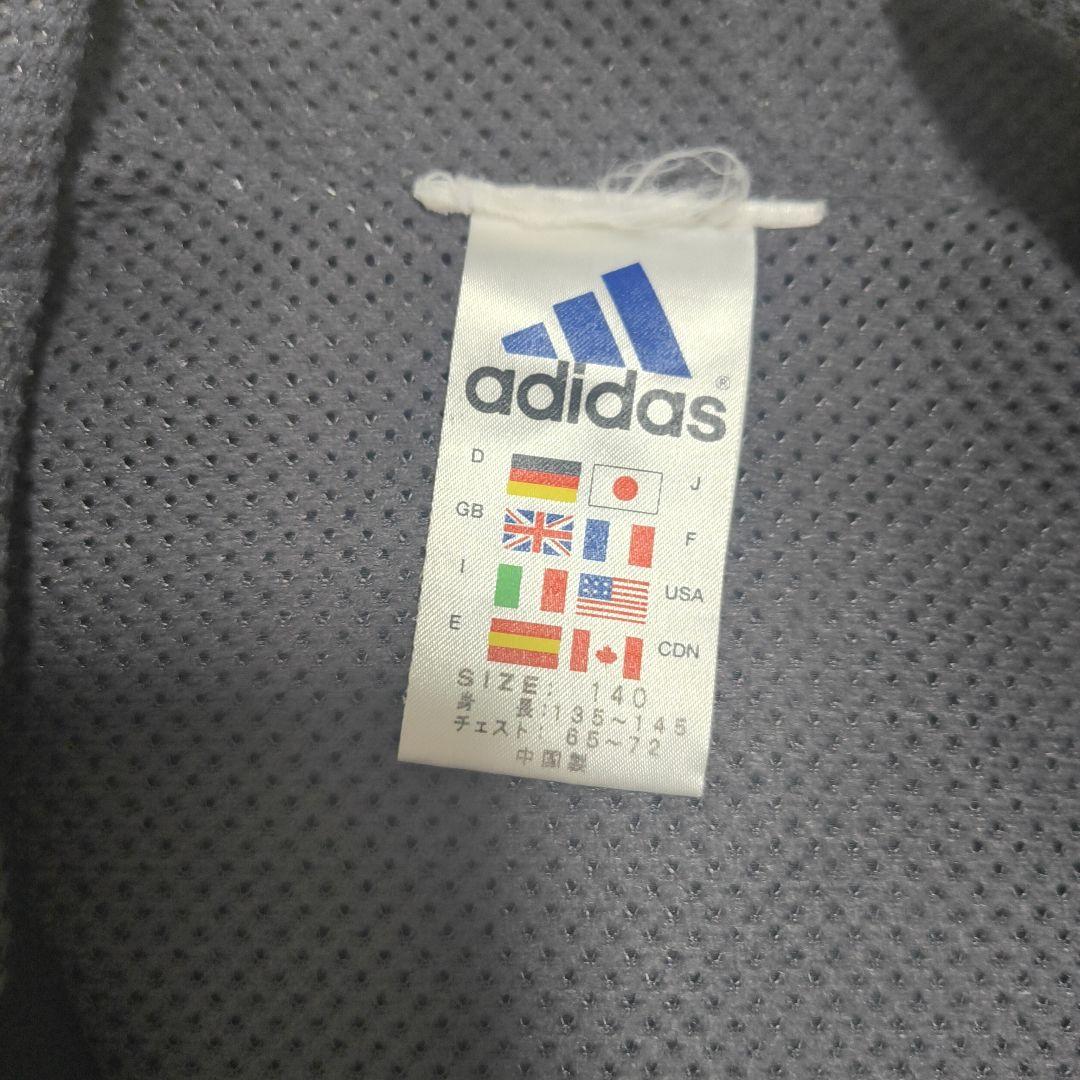 adidas ®
D J
GB F
I USA
E CDN
SIZE: 140
身 長:135~145
チェスト: 65~72
中国製